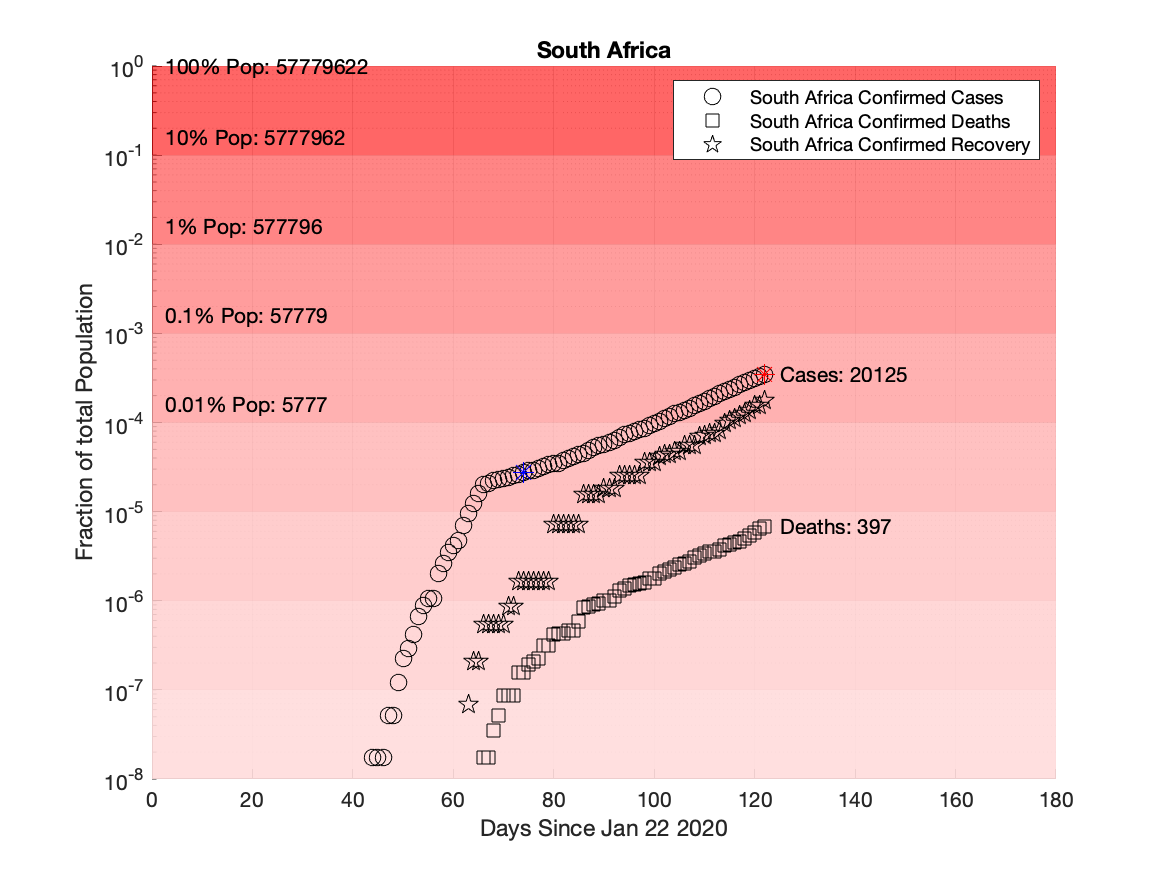 South Africa
10^0
100% Pop: 57779622
South Africa Confirmed Cases
South Africa Confirmed Deaths
South Africa Confirmed Recovery
10% Pop: 5777962
10^-1
1% Pop: 577796
10^-2
0.1% Pop: 57779
10^-3
Cases: 20125
0.01% Pop: 5777
10^-4
10^-5
Deaths: 397
10^-6
10^-7
10^-8
Fraction of total Population
0 20 40 60 80 100 120 140 160 180
Days Since Jan 22 2020